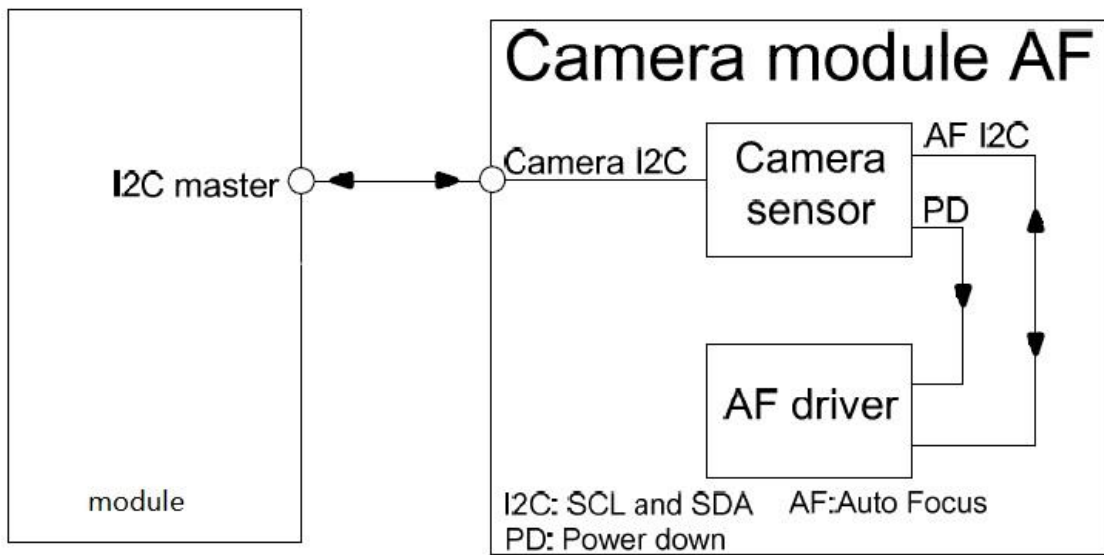 Camera module AF
I2C master
Camera I2C
Camera
sensor
AF I2C
PD
AF driver
module
I2C: SCL and SDA AF:Auto Focus
PD: Power down